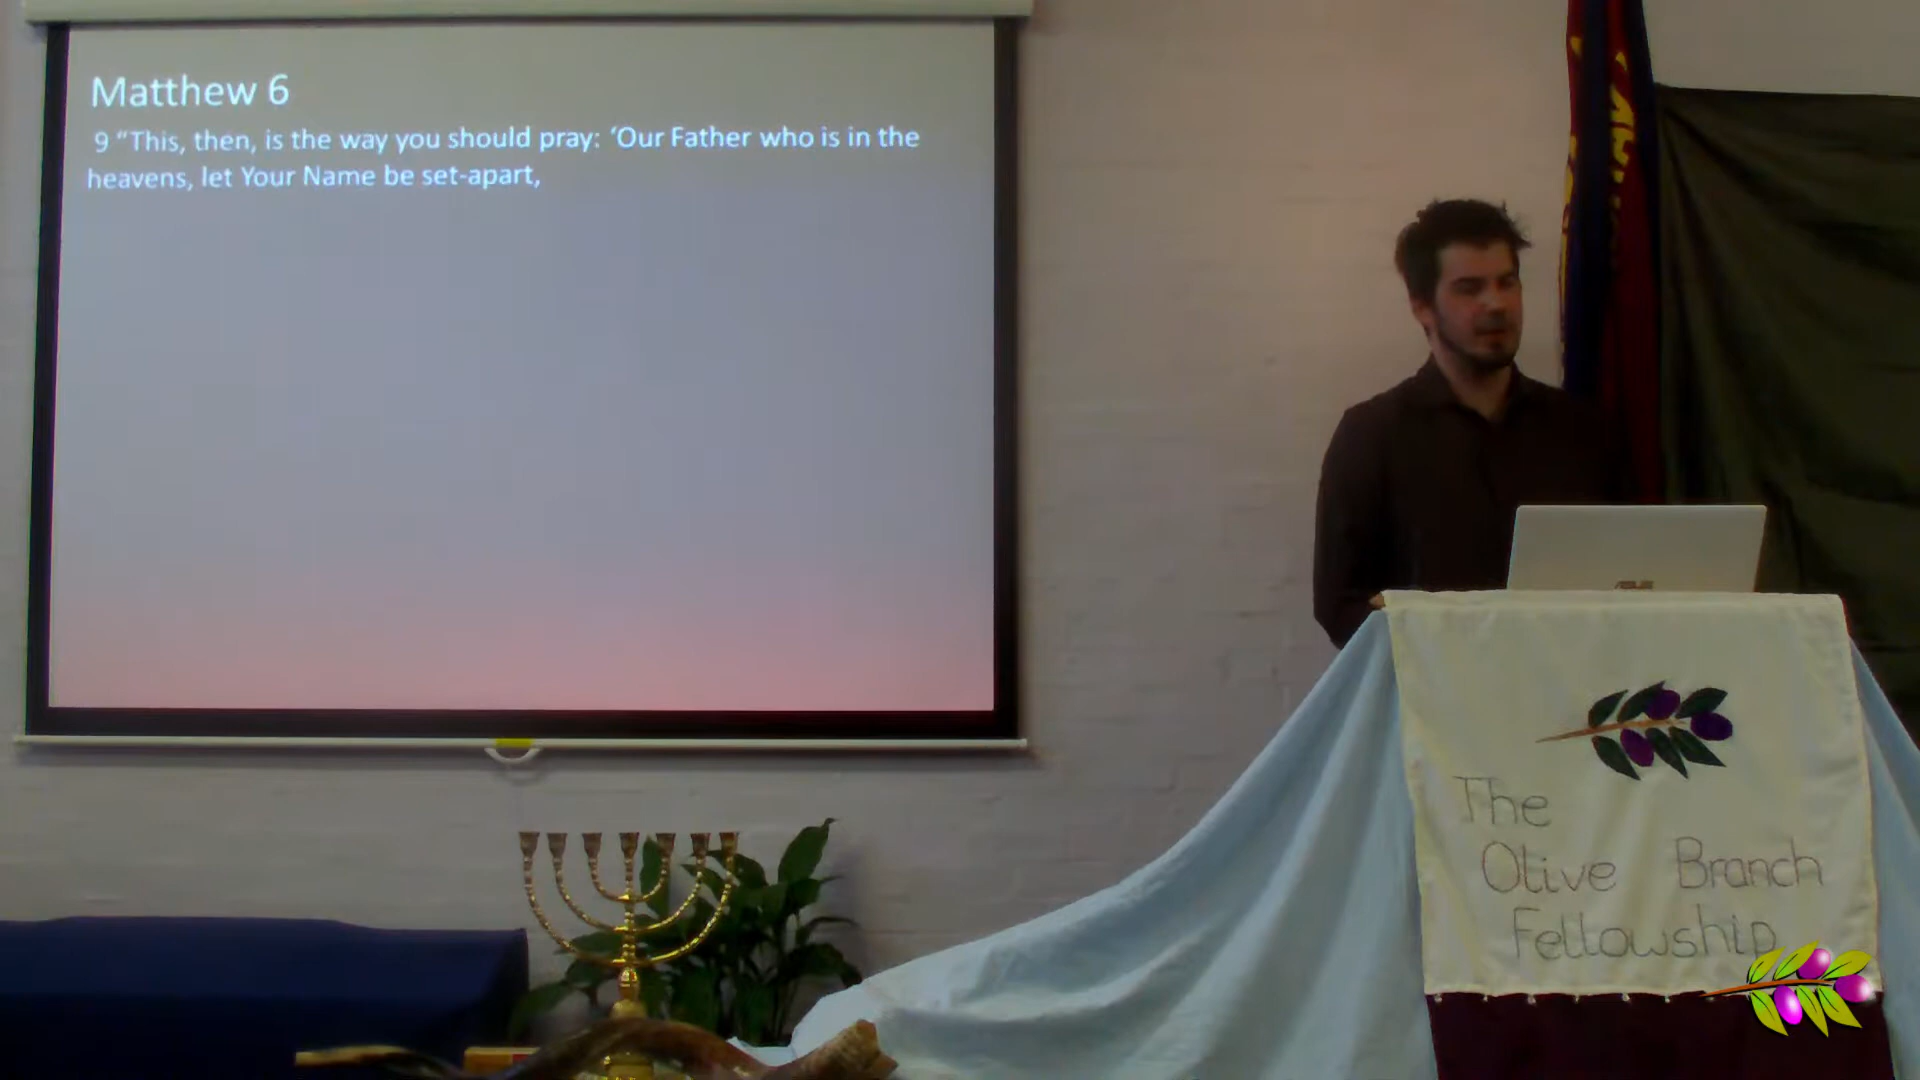 Matthew 6
9 “This, then, is the way you should pray: ‘Our Father who is in the
heavens, let Your Name be set-apart,
The
Olive Branch
Fellowship